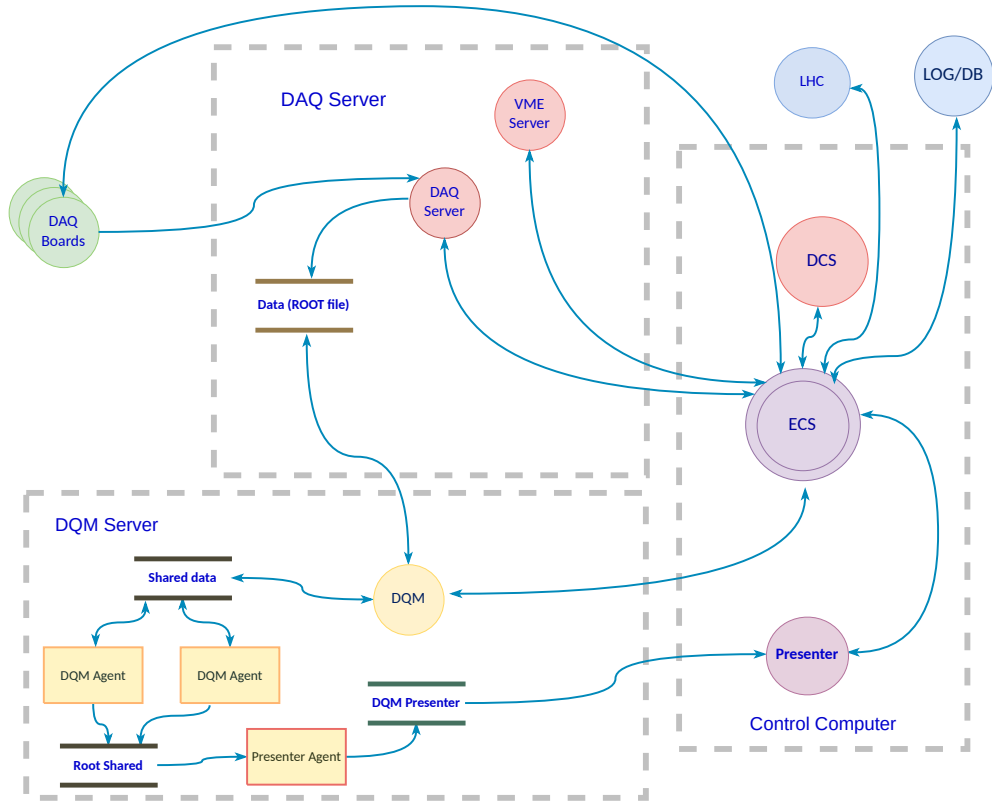 LHC
LOG/DB
DAQ Server
VME
Server
DAQ
Server
DAQ
Boards
DCS
Data (ROOT file)
ECS
DQM Server
Shared data
DQM
DQM Agent
DQM Agent
Presenter
DQM Presenter
Control Computer
Root Shared
Presenter Agent